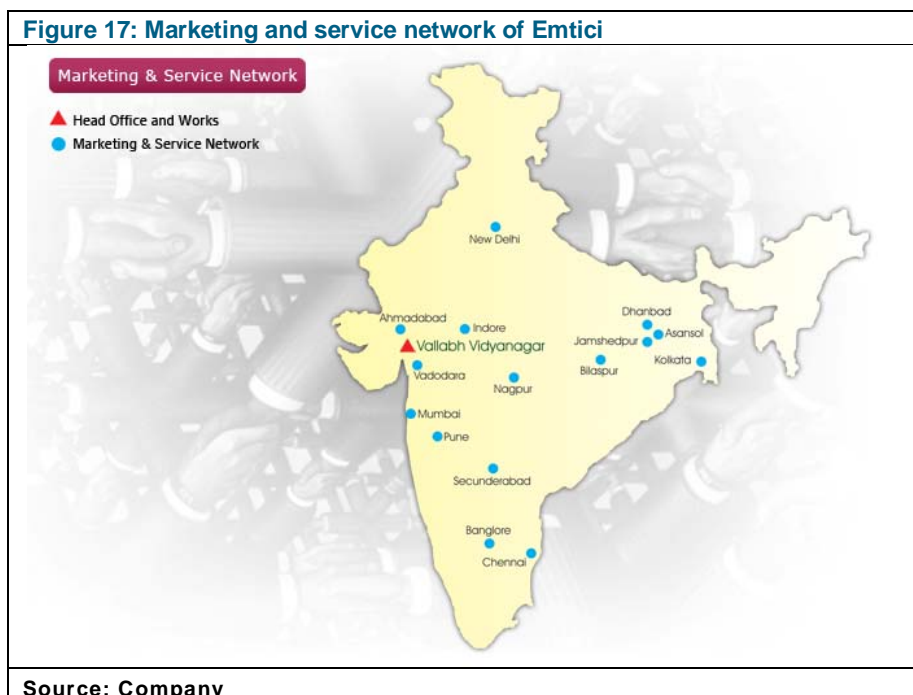 Figure 17: Marketing and service network of Emtici
Marketing & Service Network
Head Office and Works
Marketing & Service Network
New Delhi
Ahmadabad
Indore
Vallabh Vidyanagar
Vadodara
Nagpur
Dhanbad
Asansol
Jamshedpur
Bilaspur
Kolkata
Mumbai
Pune
Secunderabad
Banglore
Chennai
Source: Company